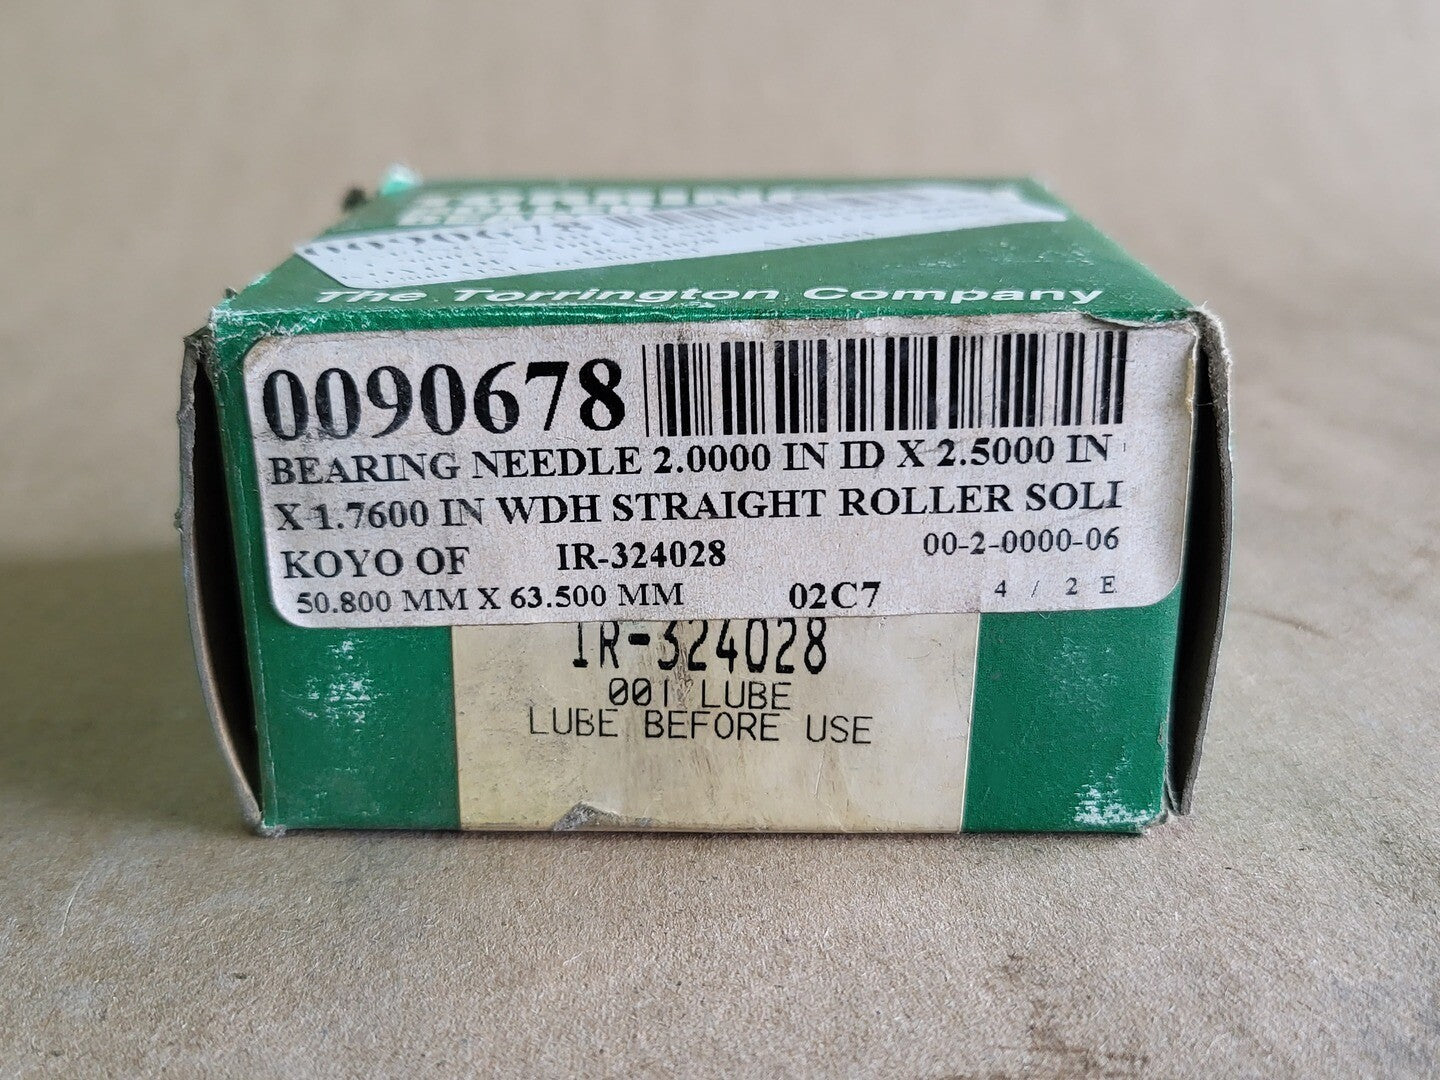 0090678
The Torrington Company
0090678
BEARING NEEDLE 2.0000 IN ID X 2.5000 IN
X 1.7600 IN WDH STRAIGHT ROLLER SOLI
KOYO OF IR-324028 00-2-0000-06
50.800 MM X 63.500 MM 02C7 4 / 2 E
IR-324028
001 LUBE
LUBE BEFORE USE